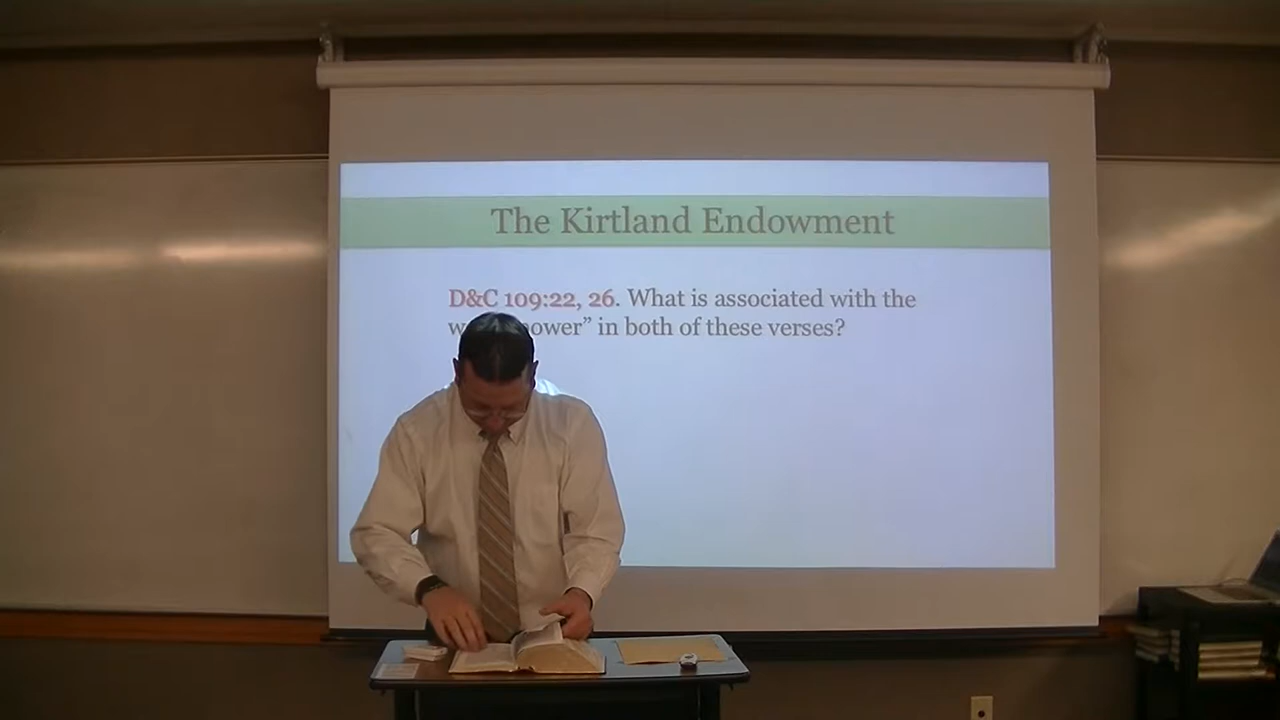 The Kirtland Endowment
D&C 109:22, 26. What is associated with the
power” in both of these verses?